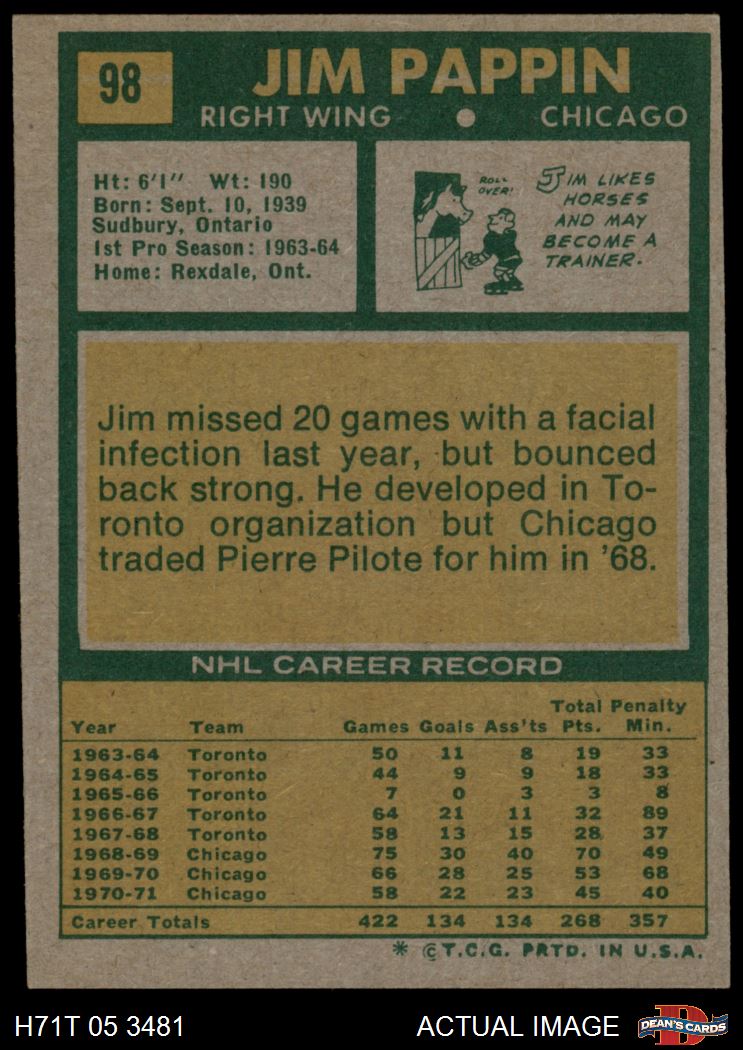 98
JIM PAPPIN
RIGHT WING • CHICAGO
Ht: 6'1" Wt: 190
Born: Sept. 10, 1939
Sudbury, Ontario
1st Pro Season: 1963-64
Home: Rexdale, Ont.
ROLL
OVER!
JIM LIKES
HORSES
AND MAY
BECOME A
TRAINER.
Jim missed 20 games with a facial
infection last year, but bounced
back strong. He developed in To-
ronto organization but Chicago
traded Pierre Pilote for him in '68.
NHL CAREER RECORD
Total Penalty
Year Team Games Goals Ass'ts Pts. Min.
1963-64 Toronto 50 11 8 19 33
1964-65 Toronto 44 9 9 18 33
1965-66 Toronto 7 0 3 3 8
1966-67 Toronto 64 21 11 32 89
1967-68 Toronto 58 13 15 28 37
1968-69 Chicago 75 30 40 70 49
1969-70 Chicago 66 28 25 53 68
1970-71 Chicago 58 22 23 45 40
Career Totals 422 134 134 268 357
* © T.C.G. PRTD. IN U.S.A.
H71T 05 3481 ACTUAL IMAGE
D
DEAN'S CARDS